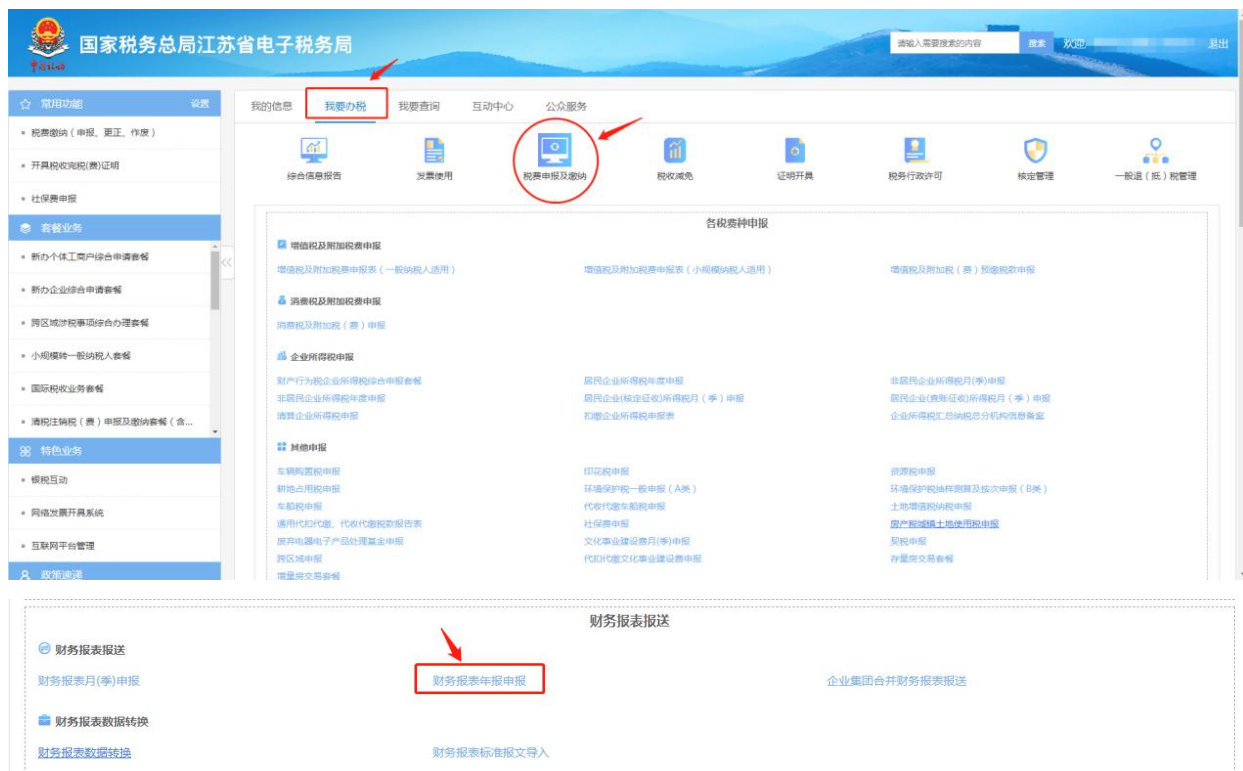 国家税务总局江苏省电子税务局
请输入需要搜索的内容 搜索 欢迎 退出
中国税务
常用功能 设置
税费缴纳（申报、更正、作废）
开具税收完税(费)证明
社保费申报
套餐业务
新办个体工商户综合申请套餐
新办企业综合申请套餐
跨区域涉税事项综合办理套餐
小规模转一般纳税人套餐
国际税收业务套餐
清税注销税（费）申报及缴纳套餐（含...
特色业务
银税互动
网络发票开具系统
互联网平台管理
政策速递
我的信息 我要办税 我要查询 互动中心 公众服务
综合信息报告 发票使用 税费申报及缴纳 税收减免 证明开具 税务行政许可 核定管理 一般退（抵）税管理
各税费种申报
增值税及附加税费申报
增值税及附加税费申报表（一般纳税人适用） 增值税及附加税费申报表（小规模纳税人适用） 增值税及附加税（费）预缴税款申报
消费税及附加税费申报
消费税及附加税（费）申报
企业所得税申报
财产行为税企业所得税综合申报套餐 居民企业所得税年度申报 非居民企业所得税月(季)申报
非居民企业所得税年度申报 居民企业(核定征收)所得税月（季）申报 居民企业(查账征收)所得税月（季）申报
清算企业所得税申报 扣缴企业所得税申报表 企业所得税汇总纳税总分机构信息备案
其他申报
车辆购置税申报 印花税申报 资源税申报
耕地占用税申报 环境保护税一般申报（A类） 环境保护税抽样测算及按次申报（B类）
车船税申报 代收代缴车船税申报 土地增值税纳税申报
通用代扣代缴、代收代缴税款报告表 社保费申报 房产税城镇土地使用税申报
废弃电器电子产品处理基金申报 文化事业建设费月(季)申报 契税申报
跨区域申报 代扣代缴文化事业建设费申报 存量房交易套餐
增量房交易套餐
财务报表报送
财务报表报送
财务报表月(季)申报 财务报表年报申报 企业集团合并财务报表报送
财务报表数据转换
财务报表数据转换 财务报表标准报文导入